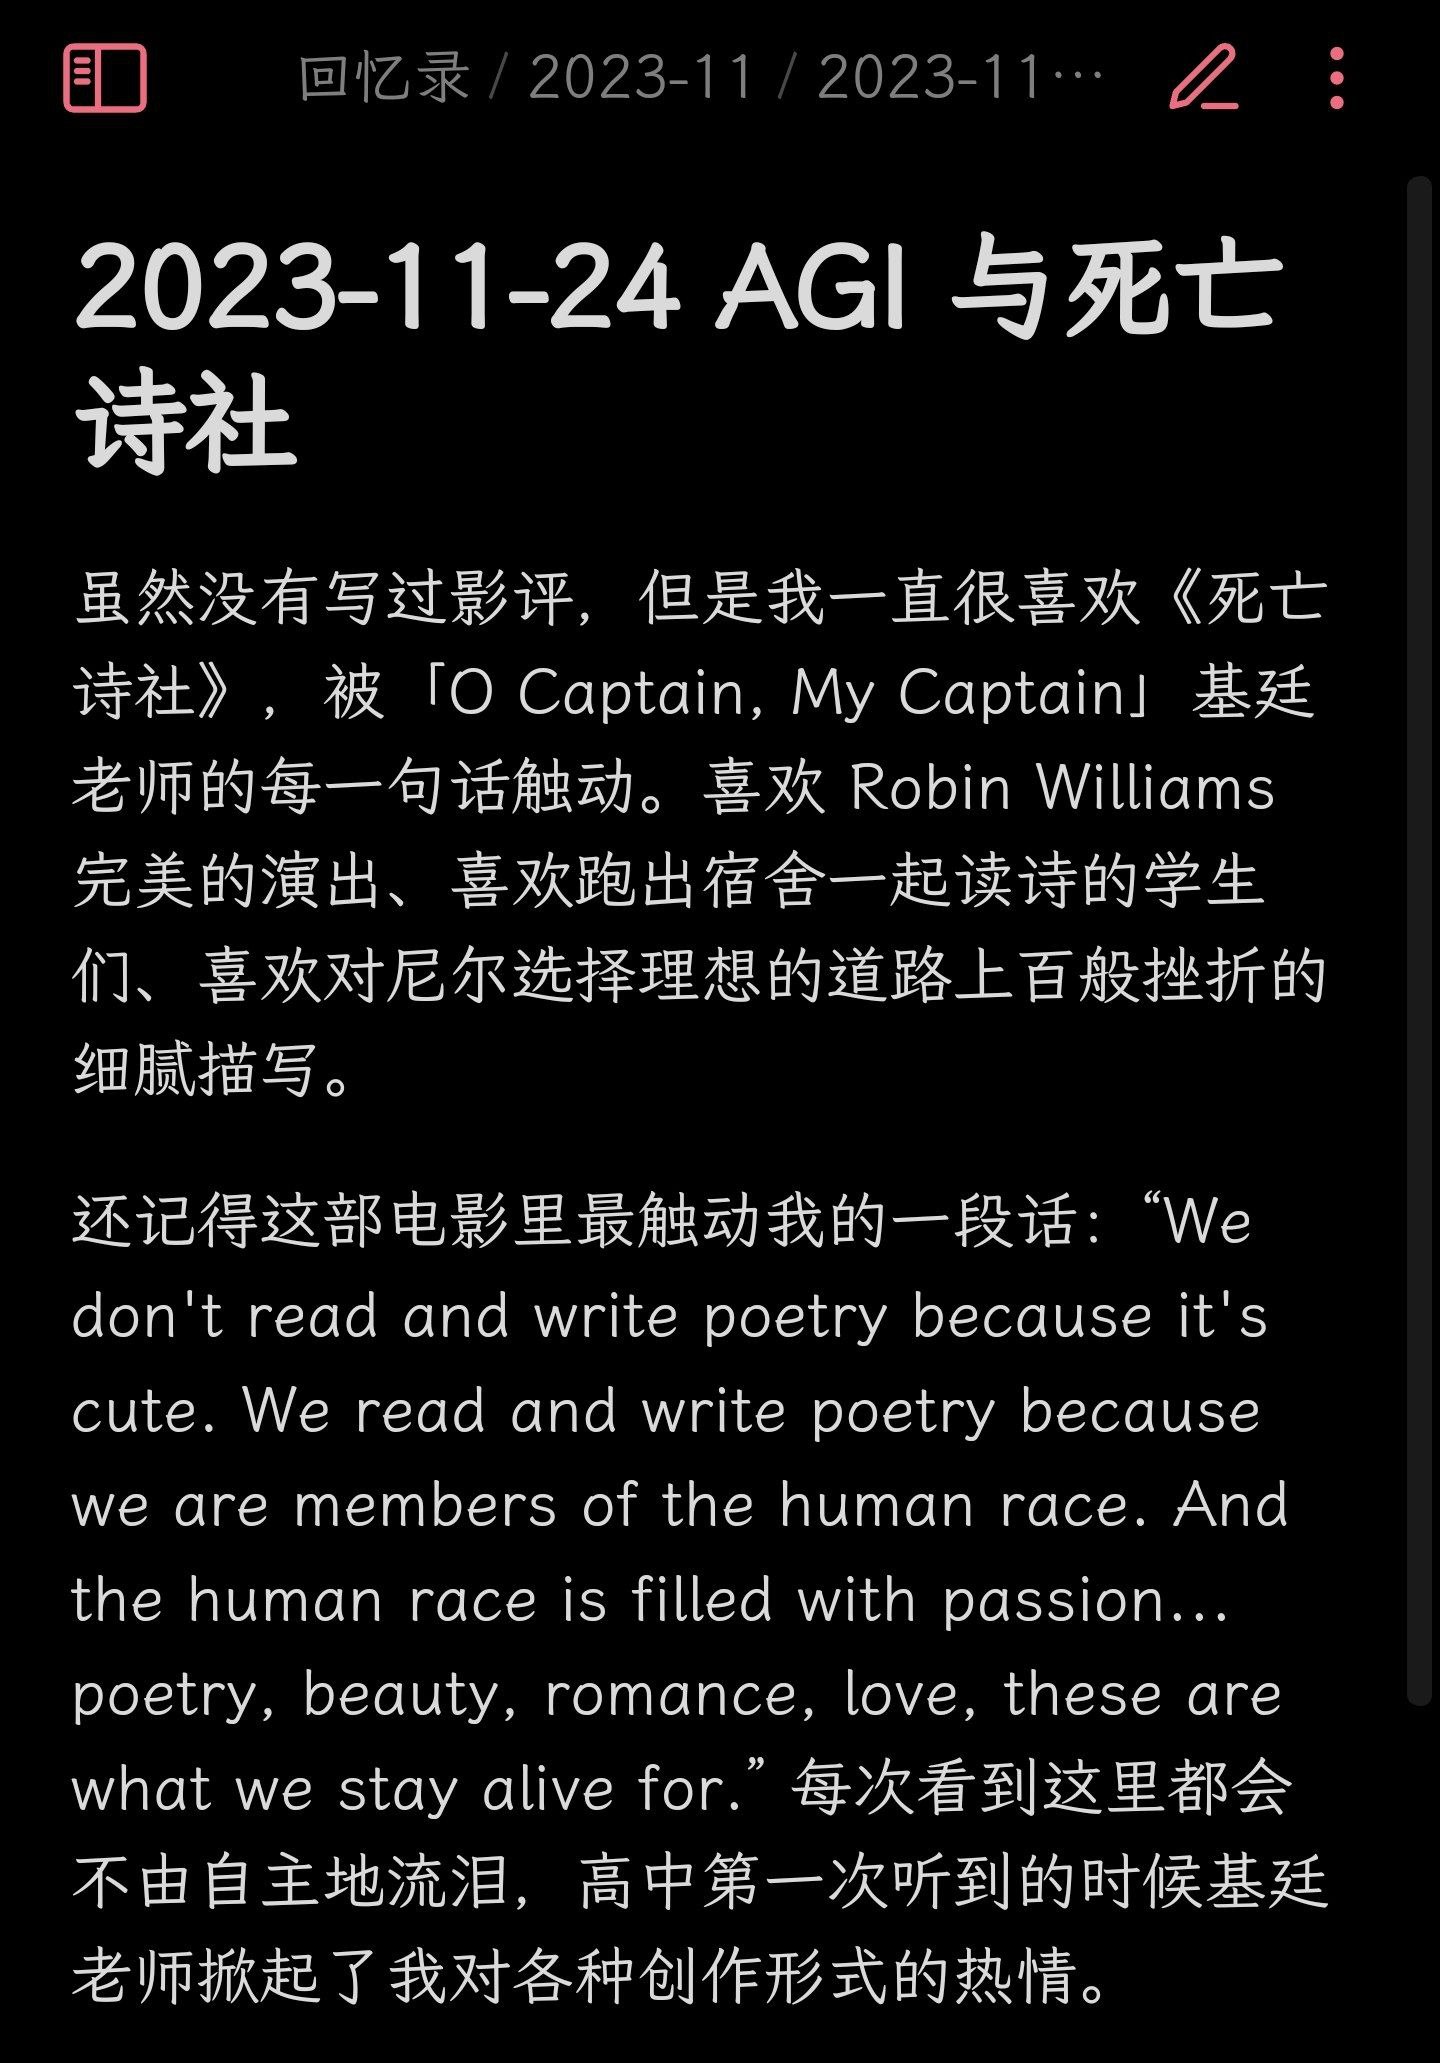 回忆录 / 2023-11 / 2023-11…
2023-11-24 AGI 与死亡
诗社
虽然没有写过影评，但是我一直很喜欢《死亡
诗社》，被「O Captain, My Captain」基廷
老师的每一句话触动。喜欢 Robin Williams
完美的演出、喜欢跑出宿舍一起读诗的学生
们、喜欢对尼尔选择理想的道路上百般挫折的
细腻描写。
还记得这部电影里最触动我的一段话：“We
don't read and write poetry because it's
cute. We read and write poetry because
we are members of the human race. And
the human race is filled with passion...
poetry, beauty, romance, love, these are
what we stay alive for.” 每次看到这里都会
不由自主地流泪，高中第一次听到的时候基廷
老师掀起了我对各种创作形式的热情。